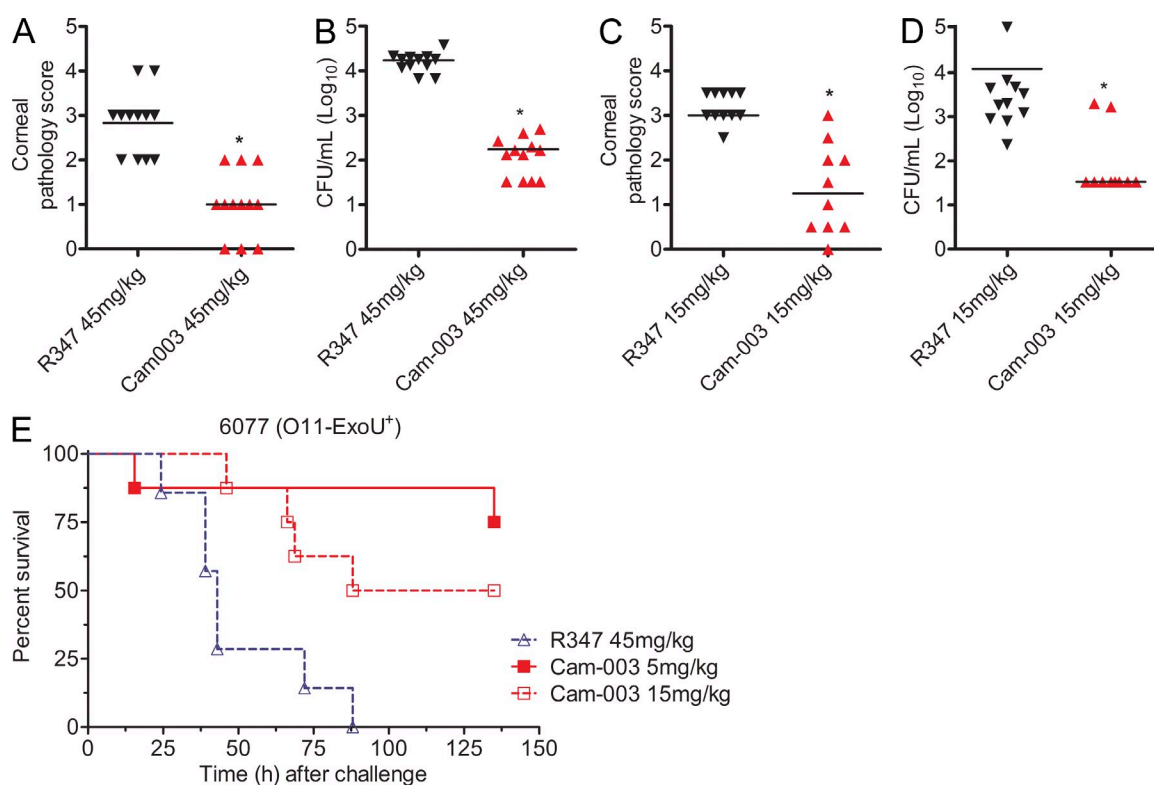 A
Corneal
pathology score
5
4
3
2
1
0
*
R347 45mg/kg
Cam003 45mg/kg
B
CFU/mL (Log10)
5
4
3
2
1
0
*
R347 45mg/kg
Cam-003 45mg/kg
C
Corneal
pathology score
5
4
3
2
1
0
*
R347 15mg/kg
Cam-003 15mg/kg
D
CFU/mL (Log10)
5
4
3
2
1
0
*
R347 15mg/kg
Cam-003 15mg/kg
E
6077 (O11-ExoU+)
Percent survival
100
75
50
25
0
0 25 50 75 100 125 150
Time (h) after challenge
R347 45mg/kg
Cam-003 5mg/kg
Cam-003 15mg/kg